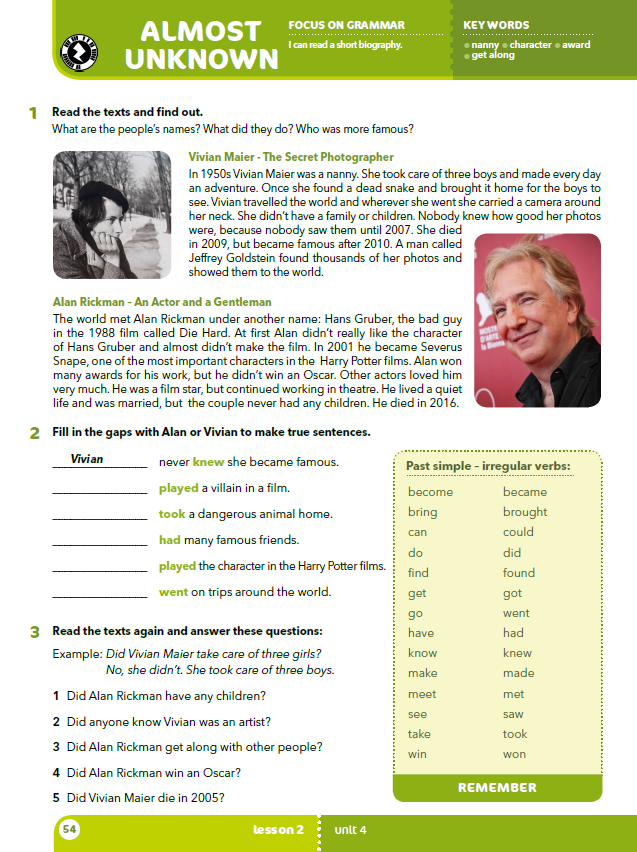 ALMOST
UNKNOWN
FOCUS ON GRAMMAR
I can read a short biography.
KEY WORDS
nanny character award
get along
1 Read the texts and find out.
What are the people's names? What did they do? Who was more famous?
Vivian Maier - The Secret Photographer
In 1950s Vivian Maier was a nanny. She took care of three boys and made every day
an adventure. Once she found a dead snake and brought it home for the boys to
see. Vivian travelled the world and wherever she went she carried a camera around
her neck. She didn't have a family or children. Nobody knew how good her photos
were, because nobody saw them until 2007. She died
in 2009, but became famous after 2010. A man called
Jeffrey Goldstein found thousands of her photos and
showed them to the world.
Alan Rickman – An Actor and a Gentleman
The world met Alan Rickman under another name: Hans Gruber, the bad guy
in the 1988 film called Die Hard. At first Alan didn't really like the character
of Hans Gruber and almost didn't make the film. In 2001 he became Severus
Snape, one of the most important characters in the Harry Potter films. Alan won
many awards for his work, but he didn't win an Oscar. Other actors loved him
very much. He was a film star, but continued working in theatre. He lived a quiet
life and was married, but the couple never had any children. He died in 2016.
2 Fill in the gaps with Alan or Vivian to make true sentences.
Vivian never knew she became famous.
played a villain in a film.
took a dangerous animal home.
had many famous friends.
played the character in the Harry Potter films.
went on trips around the world.
Past simple – irregular verbs:
become became
bring brought
can could
do did
find found
get got
go went
have had
know knew
make made
meet met
see saw
take took
win won
REMEMBER
3 Read the texts again and answer these questions:
Example: Did Vivian Maier take care of three girls?
No, she didn't. She took care of three boys.
1 Did Alan Rickman have any children?
2 Did anyone know Vivian was an artist?
3 Did Alan Rickman get along with other people?
4 Did Alan Rickman win an Oscar?
5 Did Vivian Maier die in 2005?
54 lesson 2 unit 4